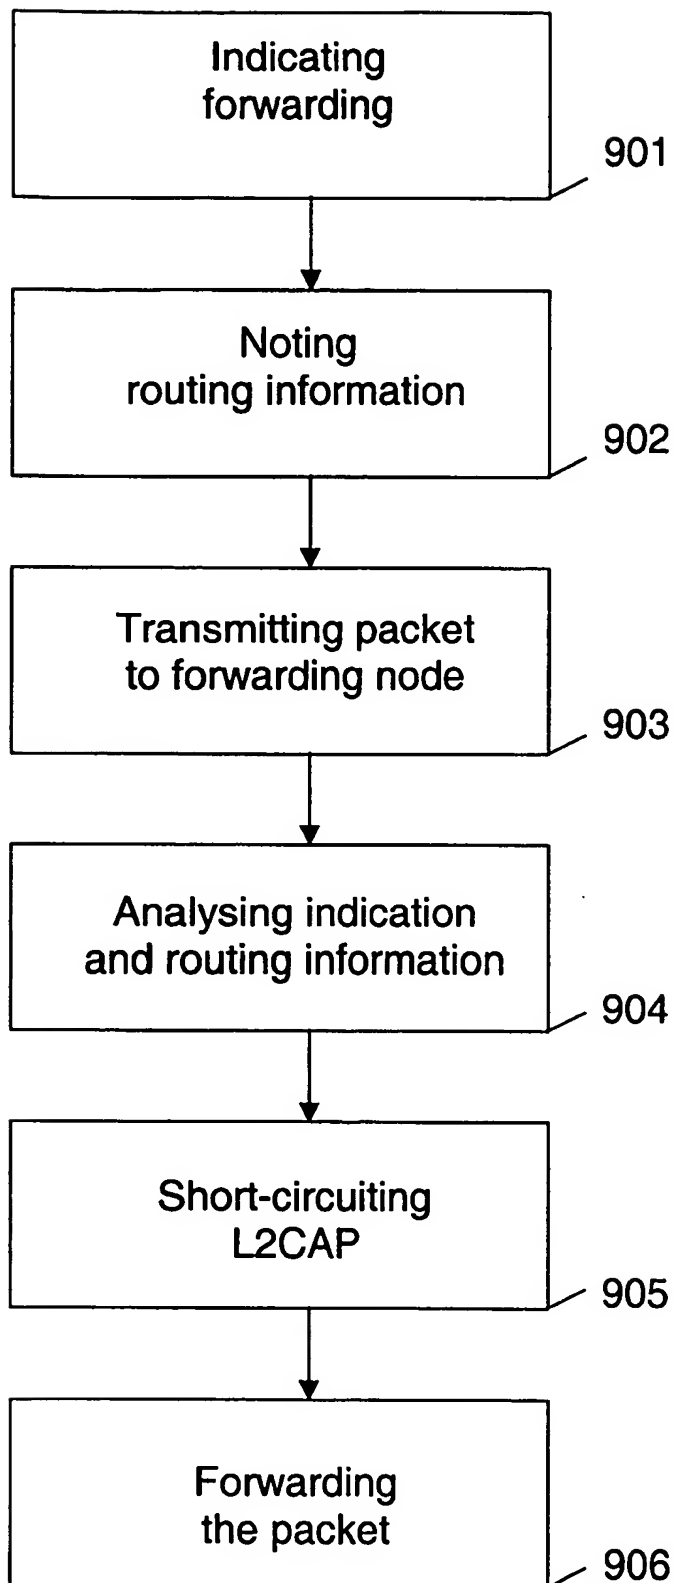 Indicating
forwarding
901
Noting
routing information
902
Transmitting packet
to forwarding node
903
Analysing indication
and routing information
904
Short-circuiting
L2CAP
905
Forwarding
the packet
906